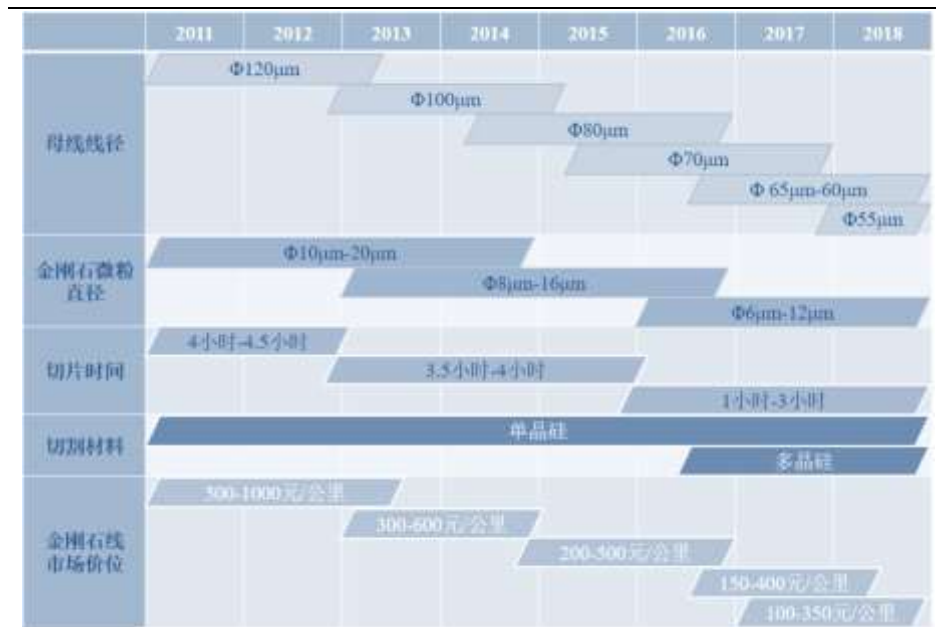 2011 2012 2013 2014 2015 2016 2017 2018
母线线径
Φ120μm
Φ100μm
Φ80μm
Φ70μm
Φ 65μm-60μm
Φ55μm
金刚石微粉
直径
Φ10μm-20μm
Φ8μm-16μm
Φ6μm-12μm
切片时间
4小时-4.5小时
3.5小时-4小时
1小时-3小时
切割材料
单晶硅
多晶硅
金刚石线
市场价位
500-1000元/公里
300-600元/公里
200-500元/公里
150-400元/公里
100-350元/公里